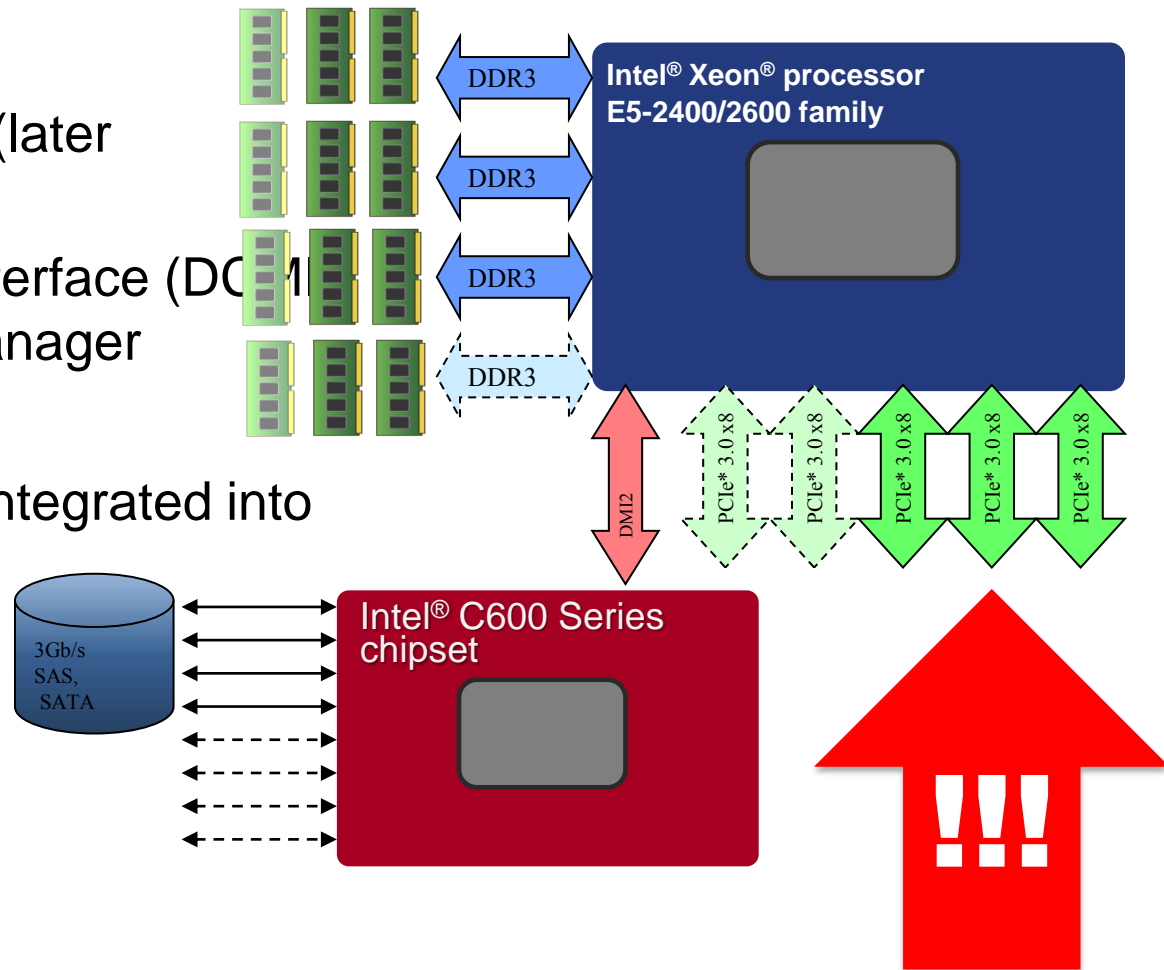 (later
terface (DCMI
anager
ntegrated into
DDR3
DDR3
DDR3
DDR3
Intel® Xeon® processor
E5-2400/2600 family
DMI2
PCIe* 3.0 x8
PCIe* 3.0 x8
PCIe* 3.0 x8
PCIe* 3.0 x8
PCIe* 3.0 x8
3Gb/s
SAS,
SATA
Intel® C600 Series
chipset
!!!